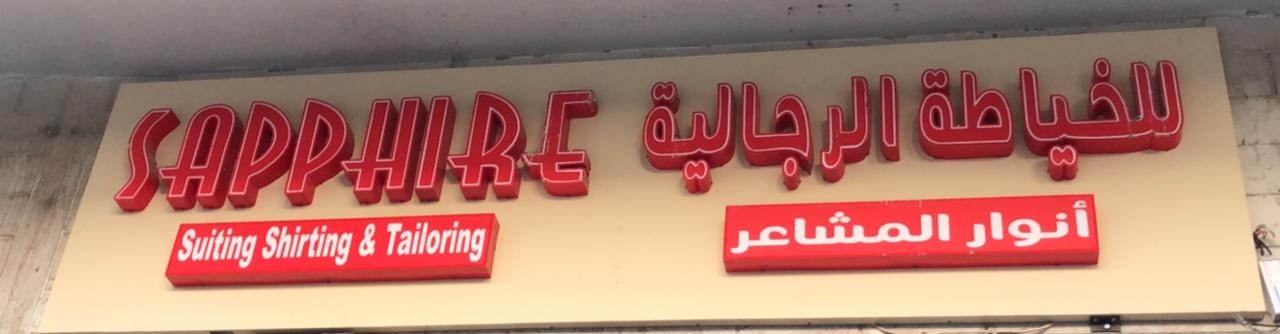 SAPPHIRE
Suiting Shirting & Tailoring
للخياطة الرجالية
أنوار المشاعر